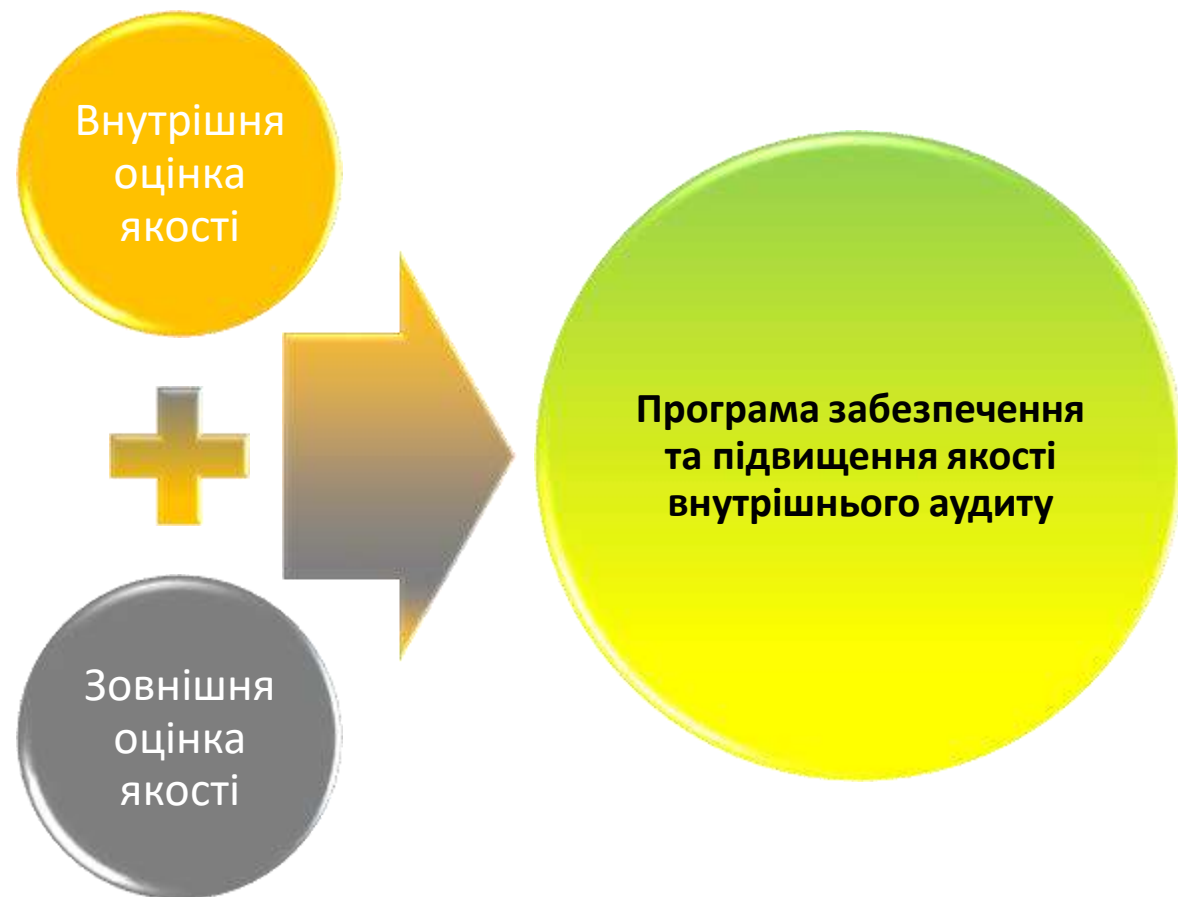 Внутрішня
оцінка
якості
Зовнішня
оцінка
якості
Програма забезпечення
та підвищення якості
внутрішнього аудиту